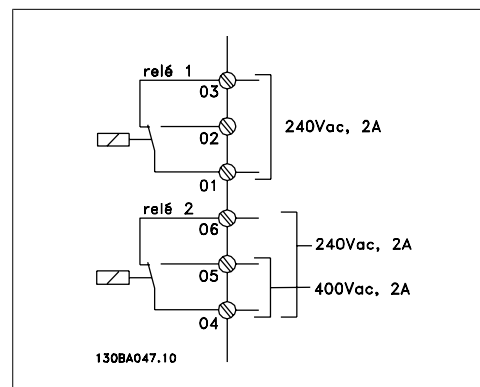 relé 1
03
02
240Vac, 2A
01
relé 2
06
240Vac, 2A
05
400Vac, 2A
04
130BA047.10